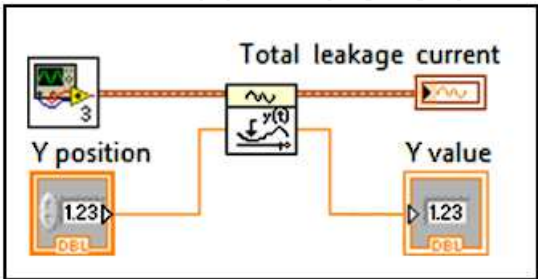 Total leakage current
3
y(t)
Y position
Y value
1.23
DBL
1.23
DBL